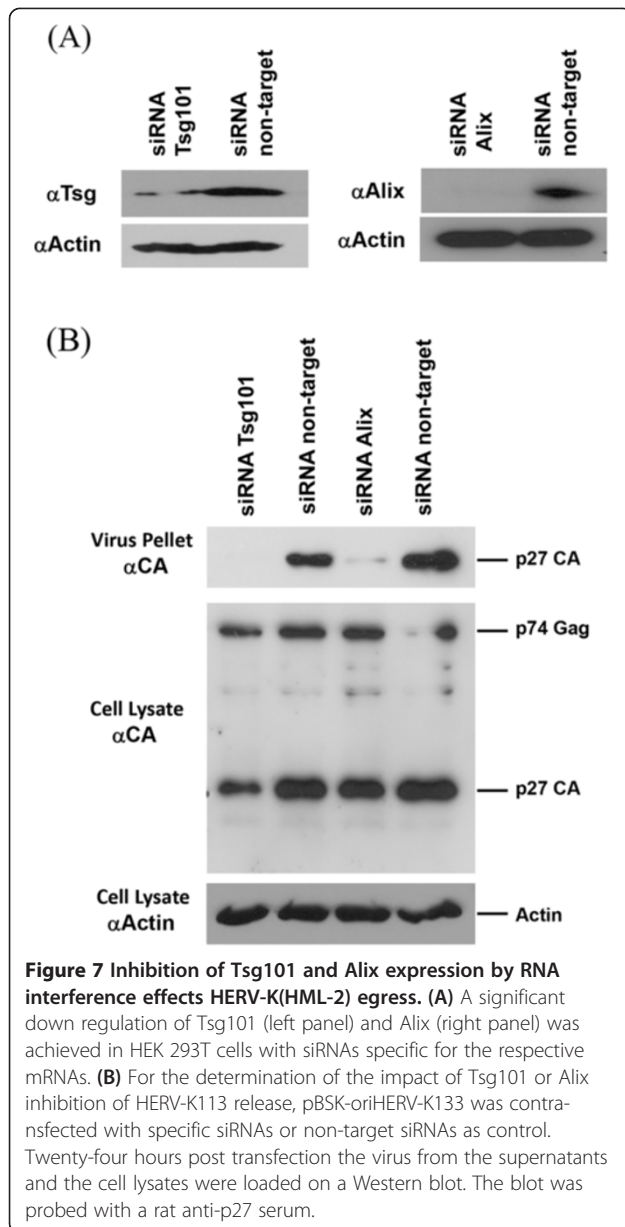 (A)
siRNA Tsg101
siRNA non-target
siRNA Alix
siRNA non-target
αTsg
αAlix
αActin
αActin
(B)
siRNA Tsg101
siRNA non-target
siRNA Alix
siRNA non-target
Virus Pellet
αCA
p27 CA
p74 Gag
Cell Lysate
αCA
p27 CA
Cell Lysate
αActin
Actin
Figure 7 Inhibition of Tsg101 and Alix expression by RNA
interference effects HERV-K(HML-2) egress. (A) A significant
down regulation of Tsg101 (left panel) and Alix (right panel) was
achieved in HEK 293T cells with siRNAs specific for the respective
mRNAs. (B) For the determination of the impact of Tsg101 or Alix
inhibition of HERV-K113 release, pBSK-oriHERV-K133 was contra-
nsfected with specific siRNAs or non-target siRNAs as control.
Twenty-four hours post transfection the virus from the supernatants
and the cell lysates were loaded on a Western blot. The blot was
probed with a rat anti-p27 serum.